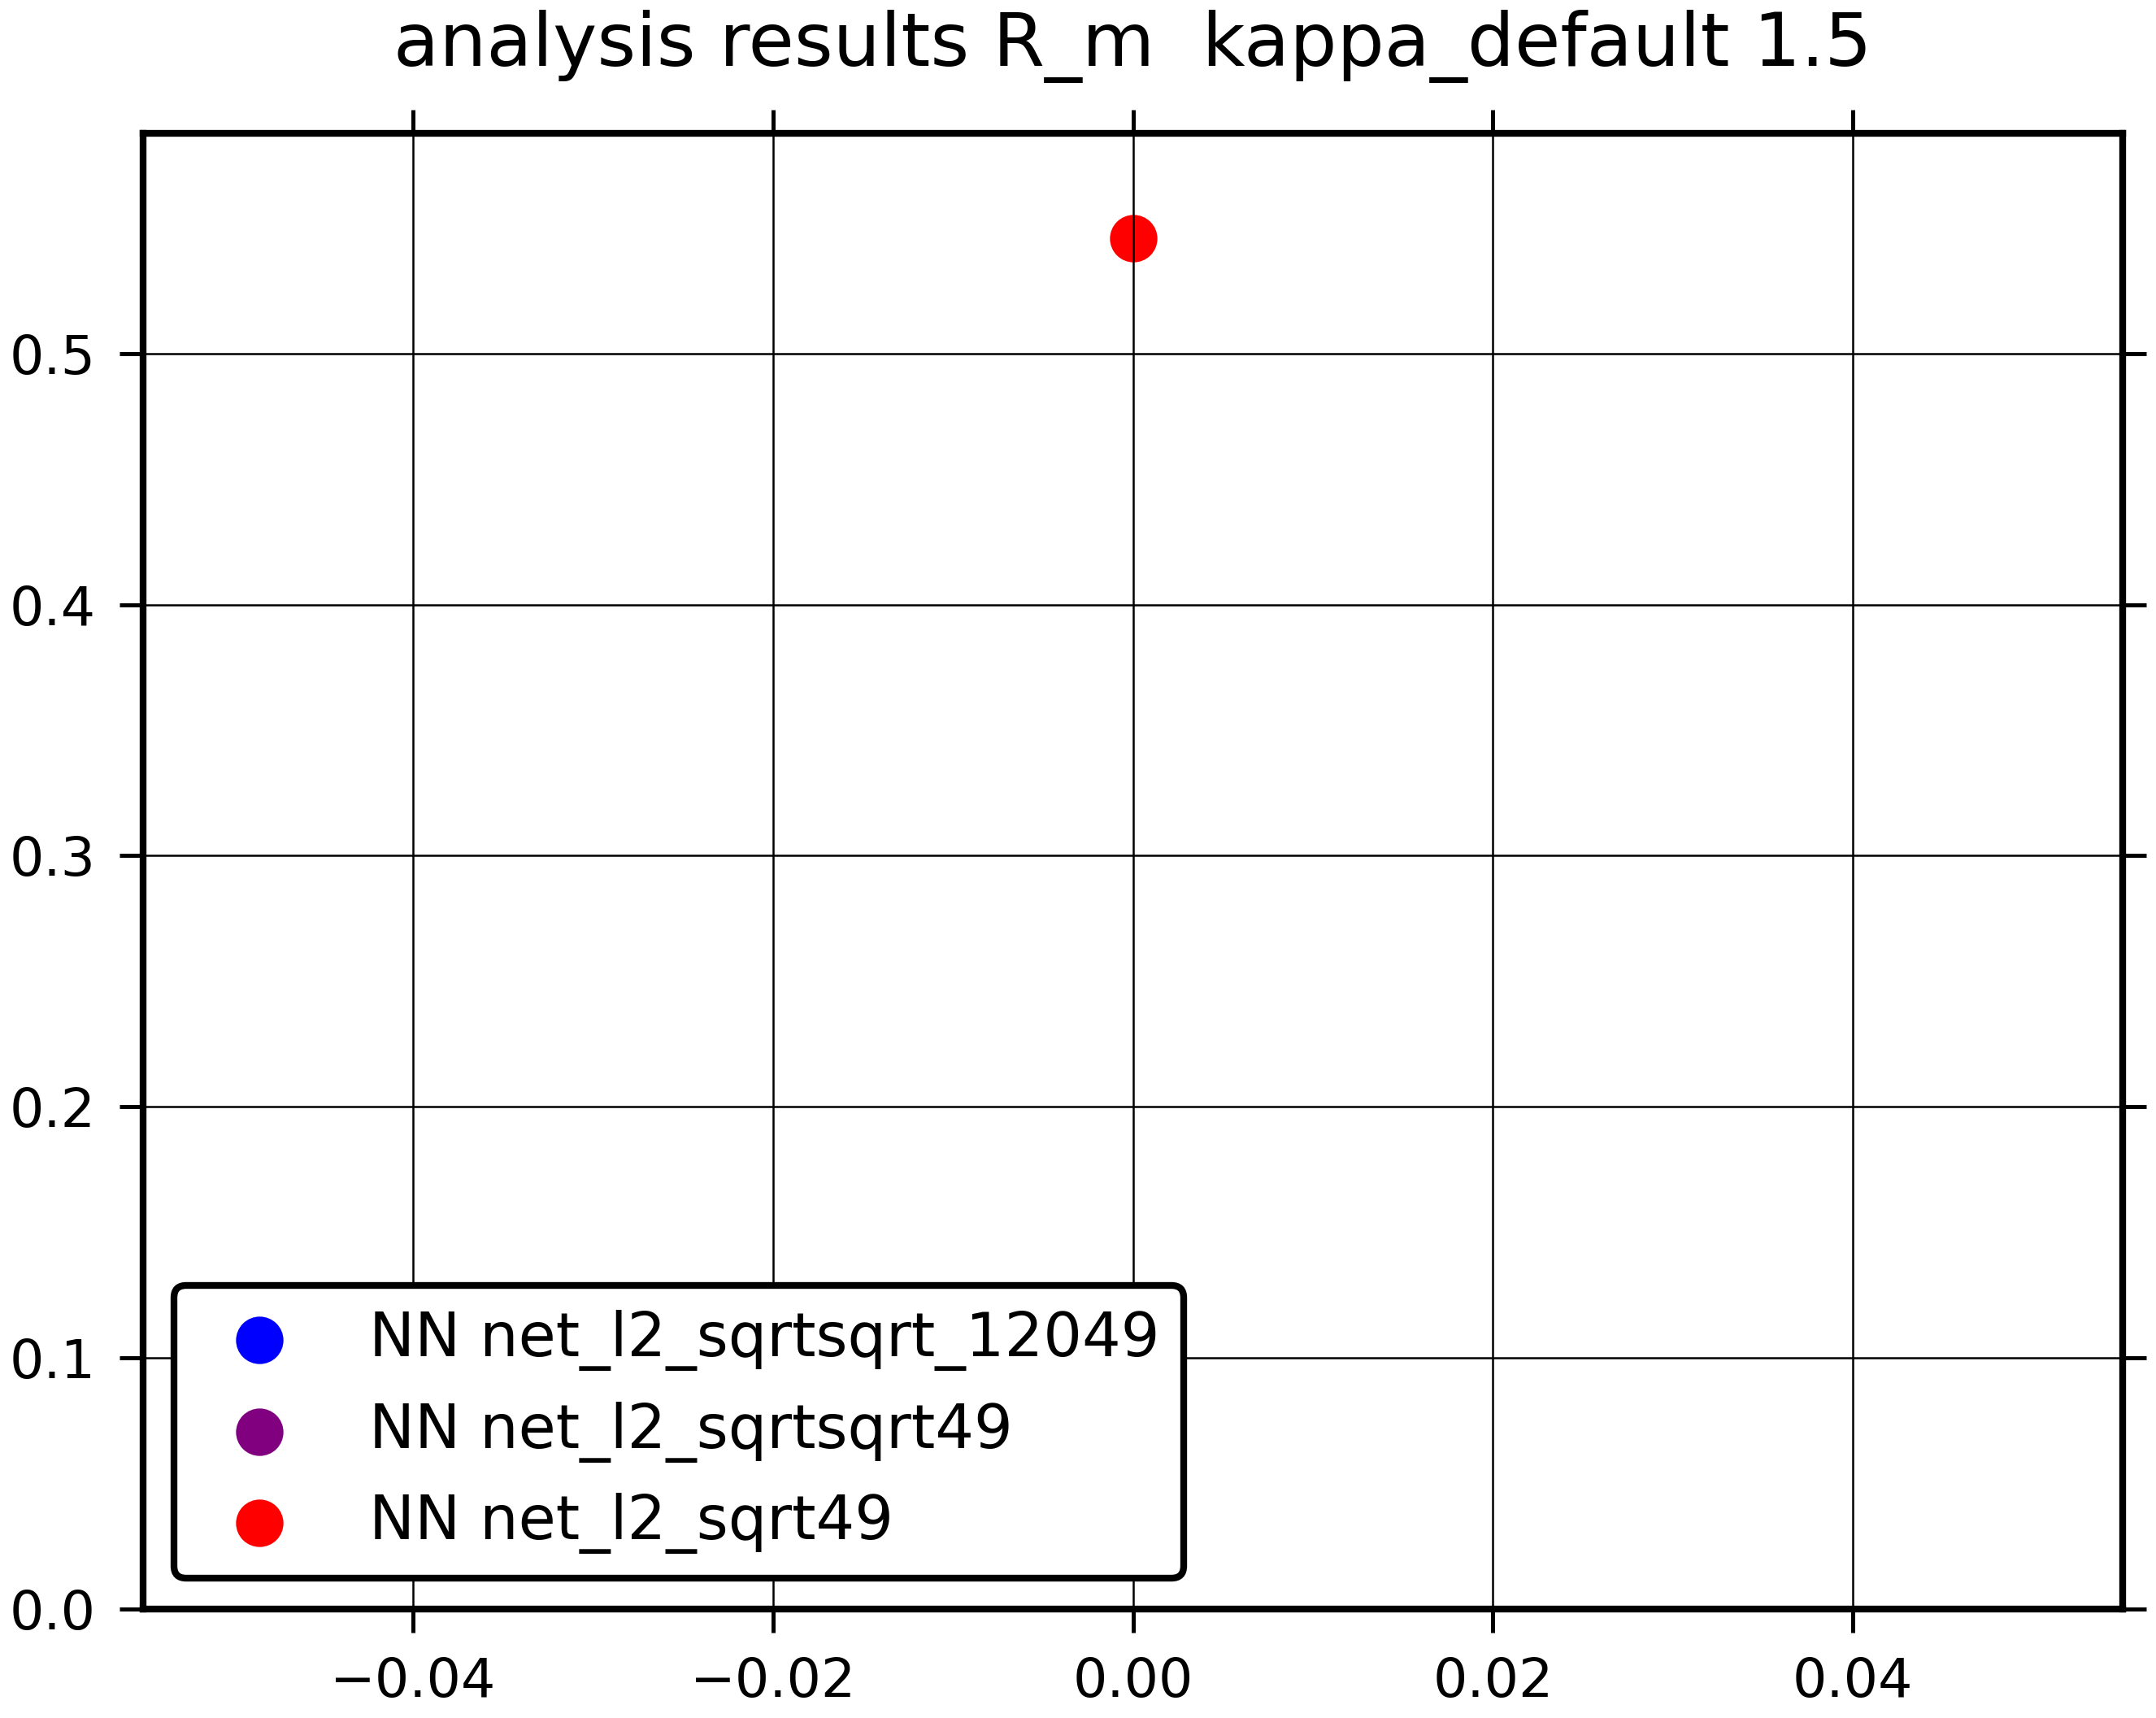 analysis results R_m  kappa_default 1.5
0.5
0.4
0.3
0.2
0.1
0.0
NN net_l2_sqrtsqrt_12049
NN net_l2_sqrtsqrt49
NN net_l2_sqrt49
−0.04 −0.02 0.00 0.02 0.04